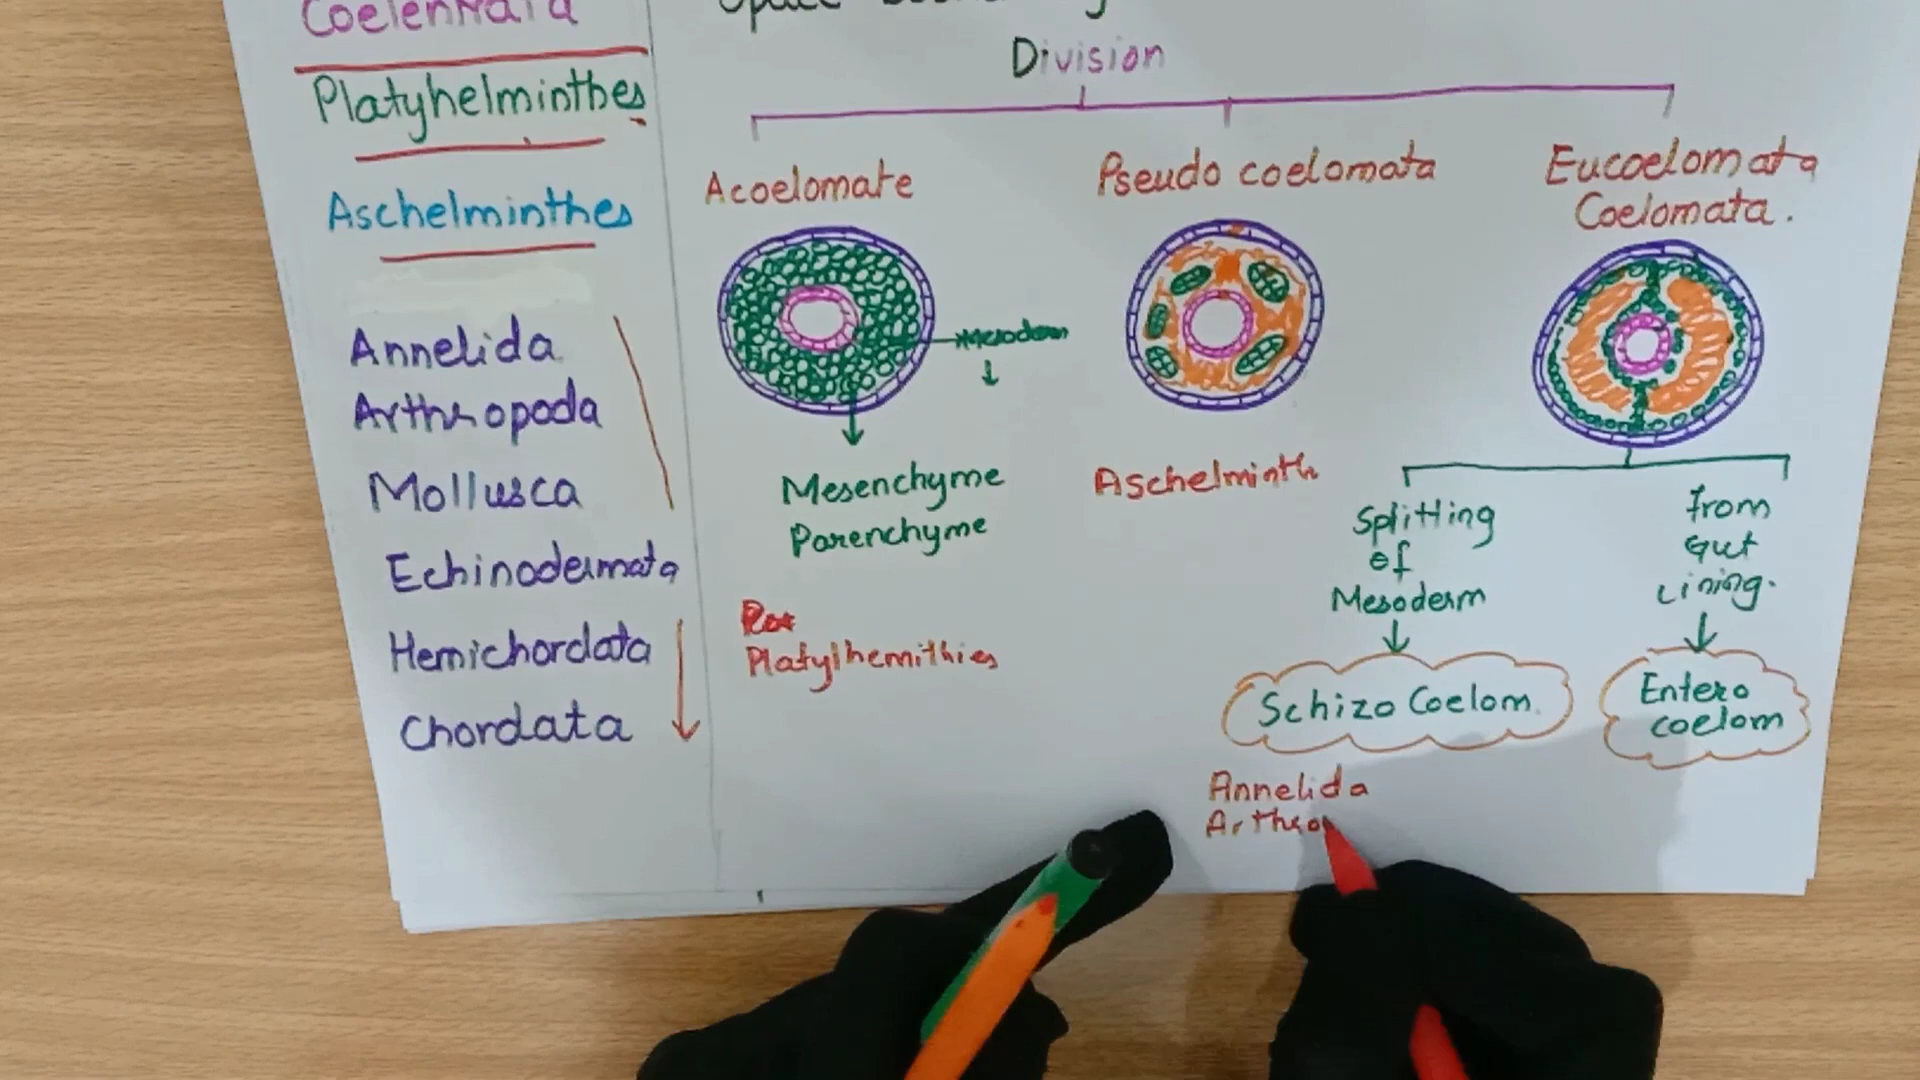 Platyhelminthes
Aschelminthes
Annelida
Arthropoda
Mollusca
Echinodermata
Hemichordata
Chordata
Division
Acoelomate
Mesoderm
Mesenchyme
Parenchyme
Platylhemithies
Pseudo coelomata
Aschelminth
Eucoelomata
Coelomata.
Splitting
of
Mesoderm
Schizo Coelom.
Annelida
Arthro
from
Gut
Lining.
Entero
coelom